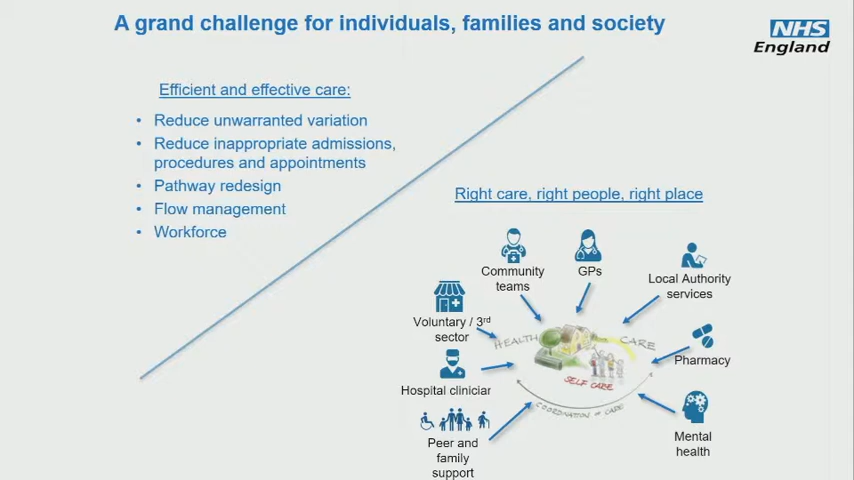 A grand challenge for individuals, families and society
NHS
England
Efficient and effective care:
• Reduce unwarranted variation
• Reduce inappropriate admissions,
procedures and appointments
• Pathway redesign
• Flow management
• Workforce
Right care, right people, right place
Community
teams
GPs
Local Authority
services
Voluntary / 3rd
sector
Pharmacy
Hospital cliniciar
Mental
health
Peer and
family
support
HEALTH
CARE
SELF CARE
COORDINATION of CARE